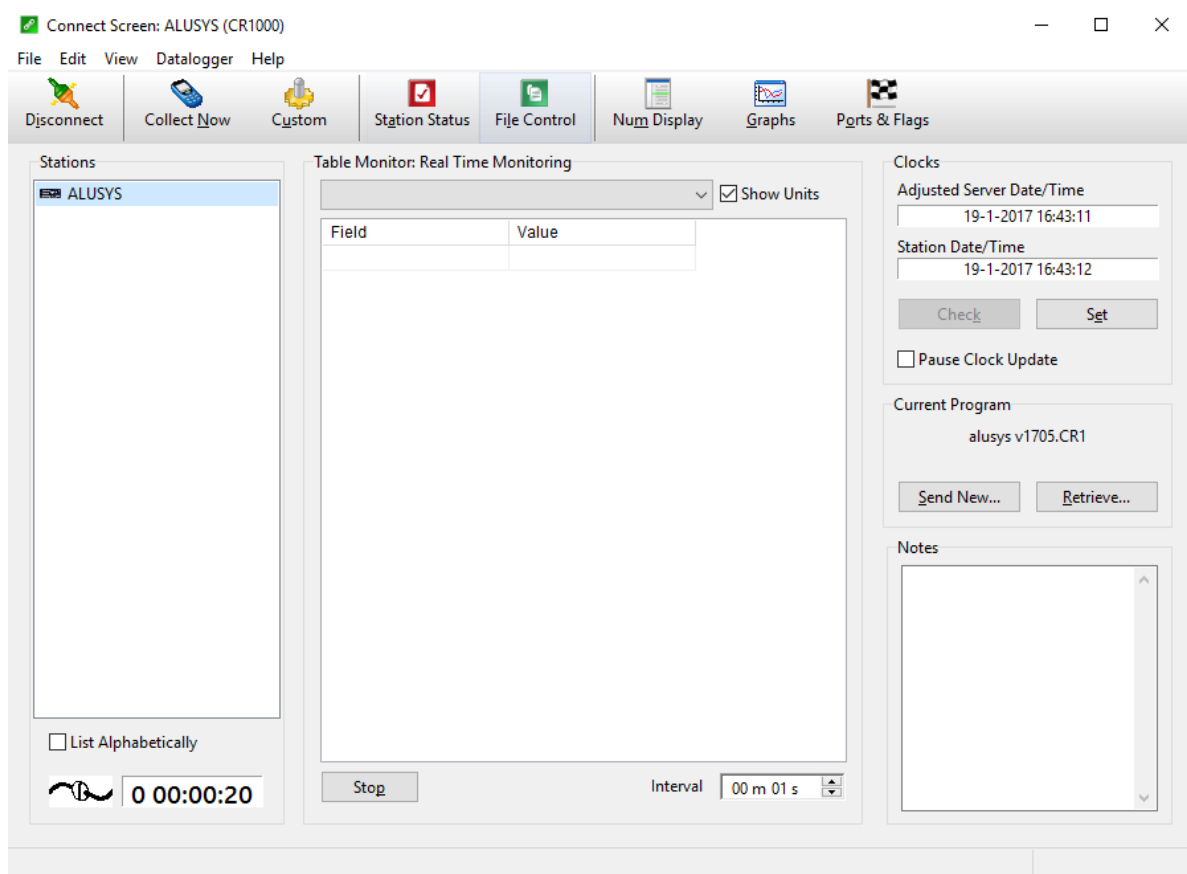 Connect Screen: ALUSYS (CR1000)
File Edit View Datalogger Help
Disconnect Collect Now Custom Station Status File Control Num Display Graphs Ports & Flags
Stations
ALUSYS
List Alphabetically
0 00:00:20
Table Monitor: Real Time Monitoring
Show Units
Field Value
Stop Interval 00 m 01 s
Clocks
Adjusted Server Date/Time
19-1-2017 16:43:11
Station Date/Time
19-1-2017 16:43:12
Check Set
Pause Clock Update
Current Program
alusys v1705.CR1
Send New... Retrieve...
Notes